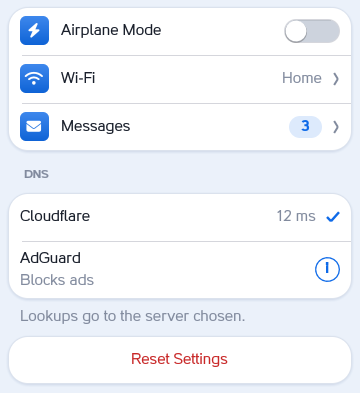 Airplane Mode
Wi-Fi Home
Messages 3
DNS
Cloudflare 12 ms
AdGuard
Blocks ads
Lookups go to the server chosen.
Reset Settings